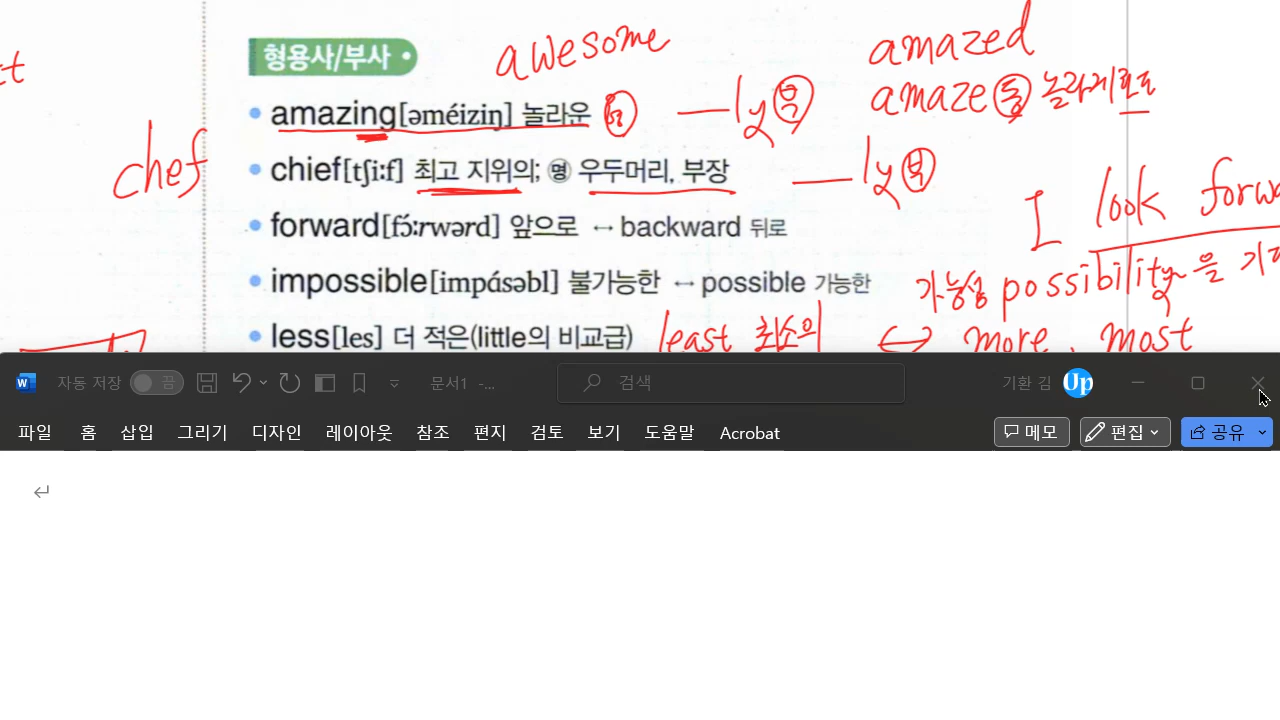 awesome
amazed
형용사/부사
amaze 동 놀라게 하다
amazing[əméiziŋ] 놀라운 형 —ly 부
chef
chief[tʃiːf] 최고 지위의; 명 우두머리, 부장 —ly 부
I look forwa
forward[fɔ́ːrwərd] 앞으로 ↔ backward 뒤로
가능성 possibility 을 기
impossible[impɑ́səbl] 불가능한 ↔ possible 가능한
less[les] 더 적은(little의 비교급) least 최소의 ↔ more, most
자동 저장 끔 문서1 -... 검색 기환 김 Up
파일 홈 삽입 그리기 디자인 레이아웃 참조 편지 검토 보기 도움말 Acrobat 메모 편집 공유